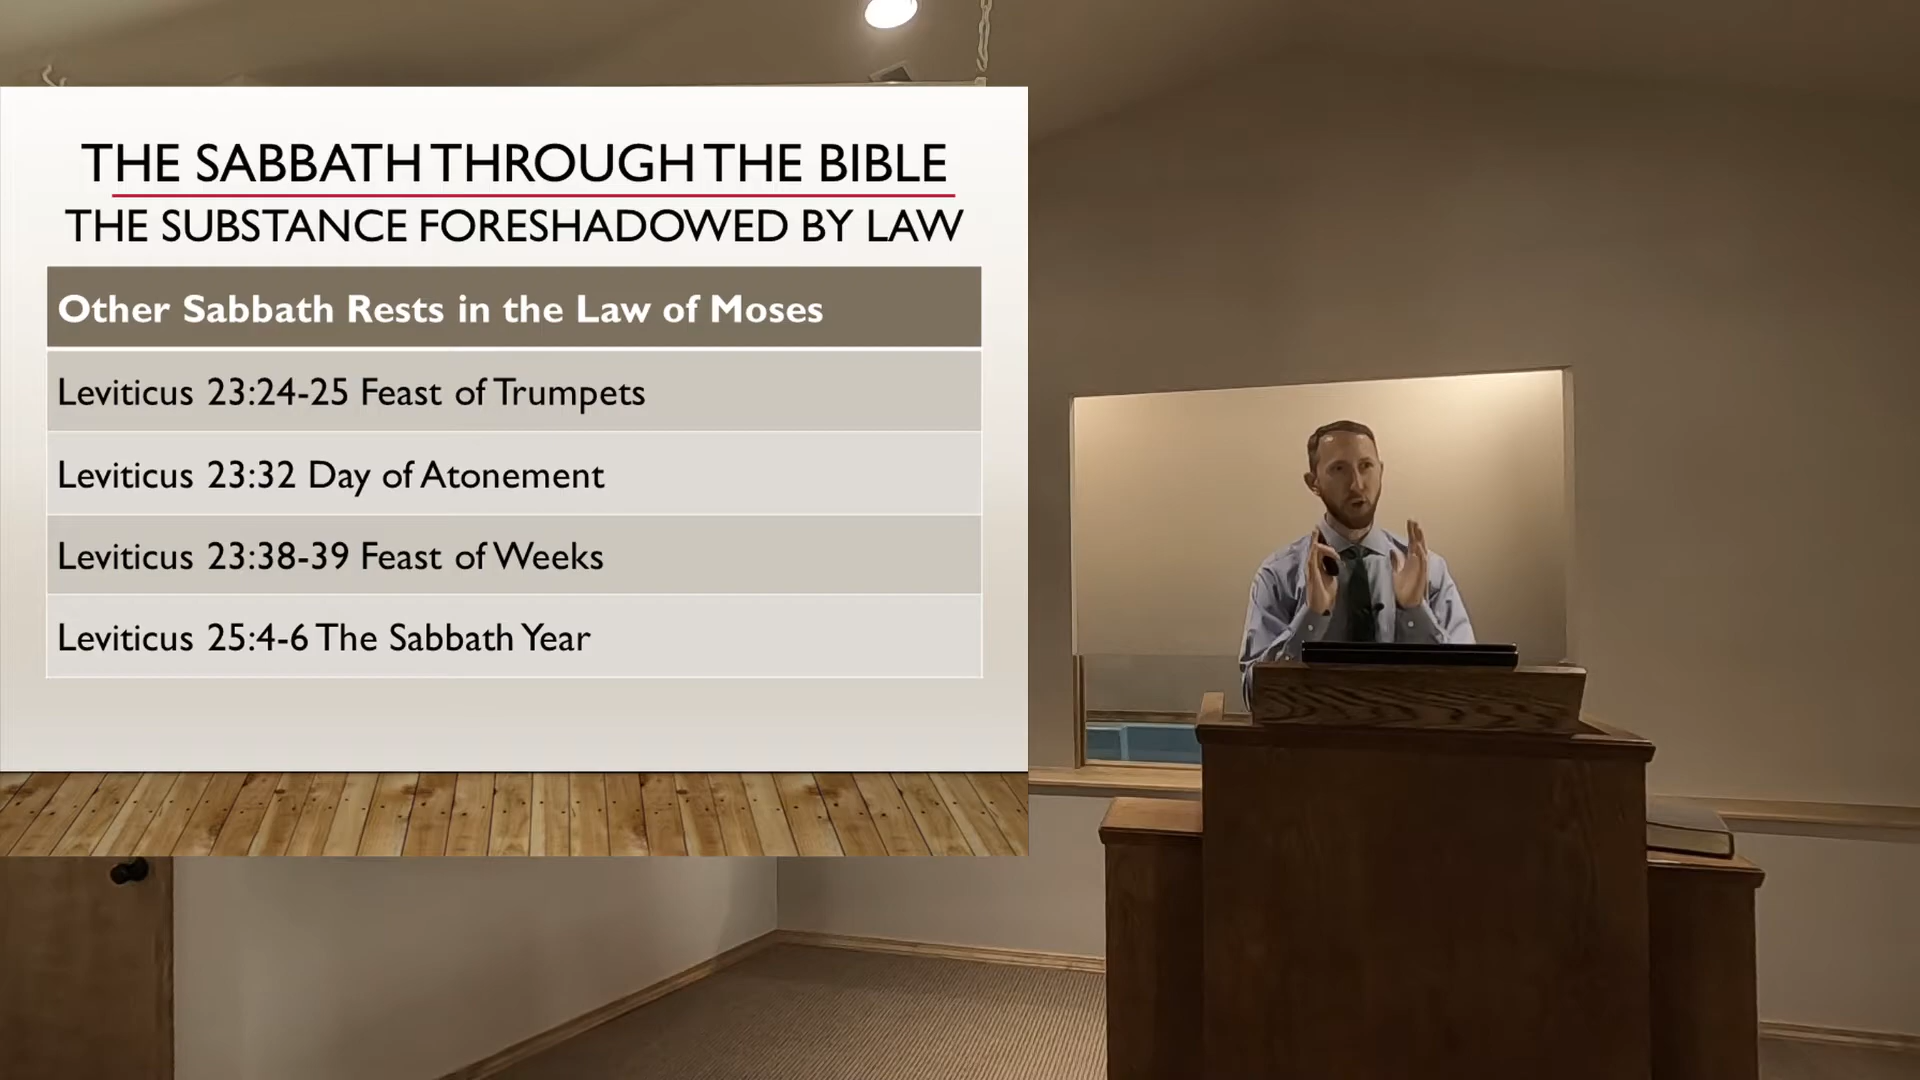 THE SABBATH THROUGH THE BIBLE
THE SUBSTANCE FORESHADOWED BY LAW
Other Sabbath Rests in the Law of Moses
Leviticus 23:24-25 Feast of Trumpets
Leviticus 23:32 Day of Atonement
Leviticus 23:38-39 Feast of Weeks
Leviticus 25:4-6 The Sabbath Year